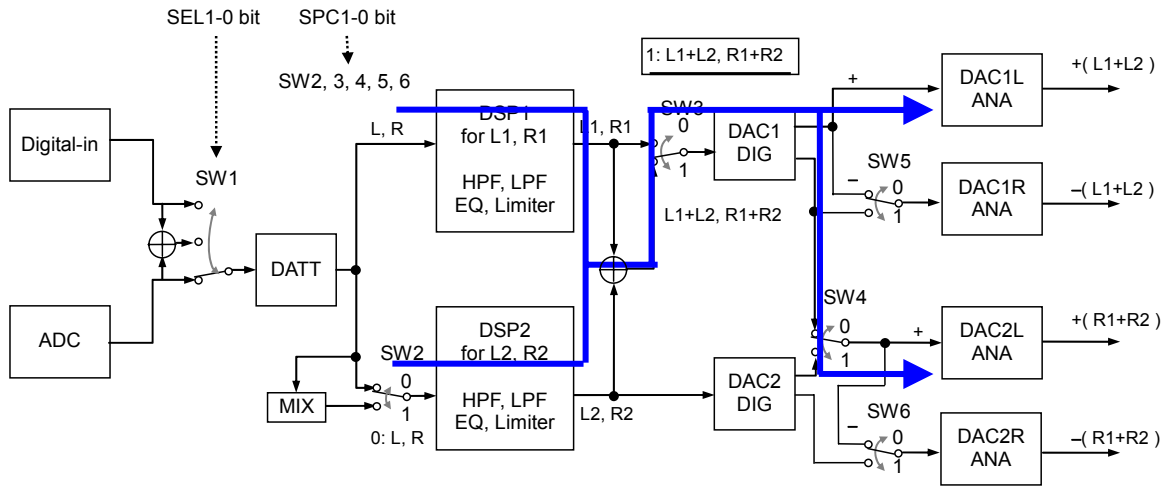 SEL1-0 bit
SPC1-0 bit
SW2, 3, 4, 5, 6
1: L1+L2, R1+R2
Digital-in
SW1
ADC
DATT
L, R
MIX
SW2
0
1
0: L, R
DSP1
for L1, R1
HPF, LPF
EQ, Limiter
DSP2
for L2, R2
HPF, LPF
EQ, Limiter
L1, R1
L2, R2
SW3
0
1
L1+L2, R1+R2
DAC1
DIG
DAC2
DIG
+
SW5
–
0
1
SW4
0
1
+
SW6
–
0
1
DAC1L
ANA
+( L1+L2 )
DAC1R
ANA
–( L1+L2 )
DAC2L
ANA
+( R1+R2 )
DAC2R
ANA
–( R1+R2 )